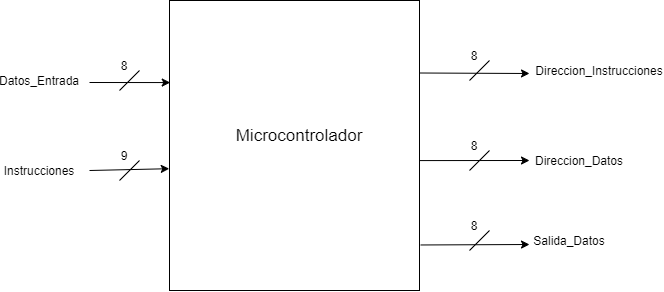 8
Datos_Entrada
9
Instrucciones
Microcontrolador
8
Direccion_Instrucciones
8
Direccion_Datos
8
Salida_Datos